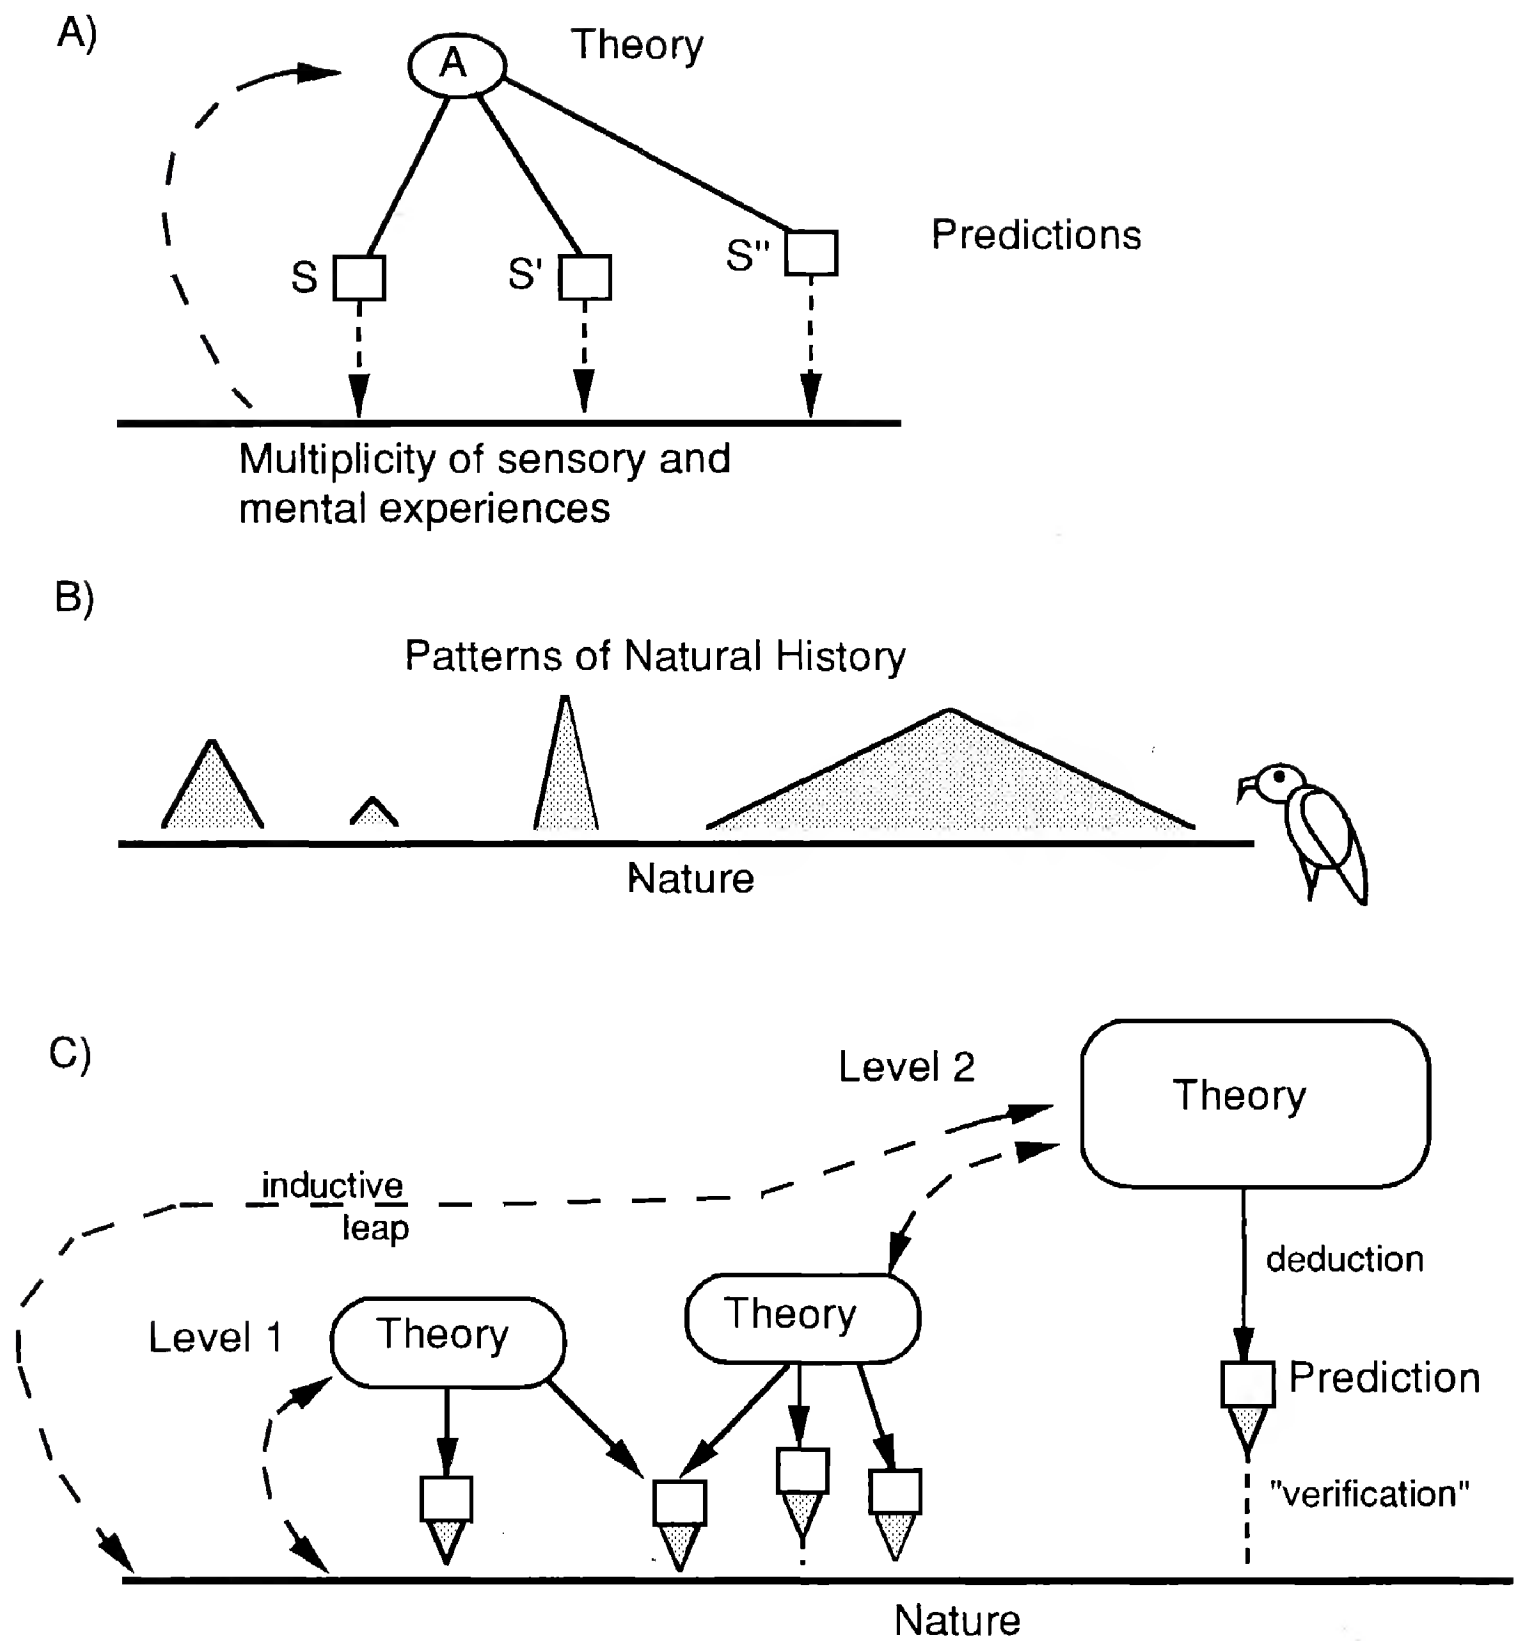 A)
A
Theory
S
S'
S"
Predictions
Multiplicity of sensory and
mental experiences
B)
Patterns of Natural History
Nature
C)
Level 2
Theory
inductive
leap
deduction
Level 1
Theory
Theory
Prediction
"verification"
Nature